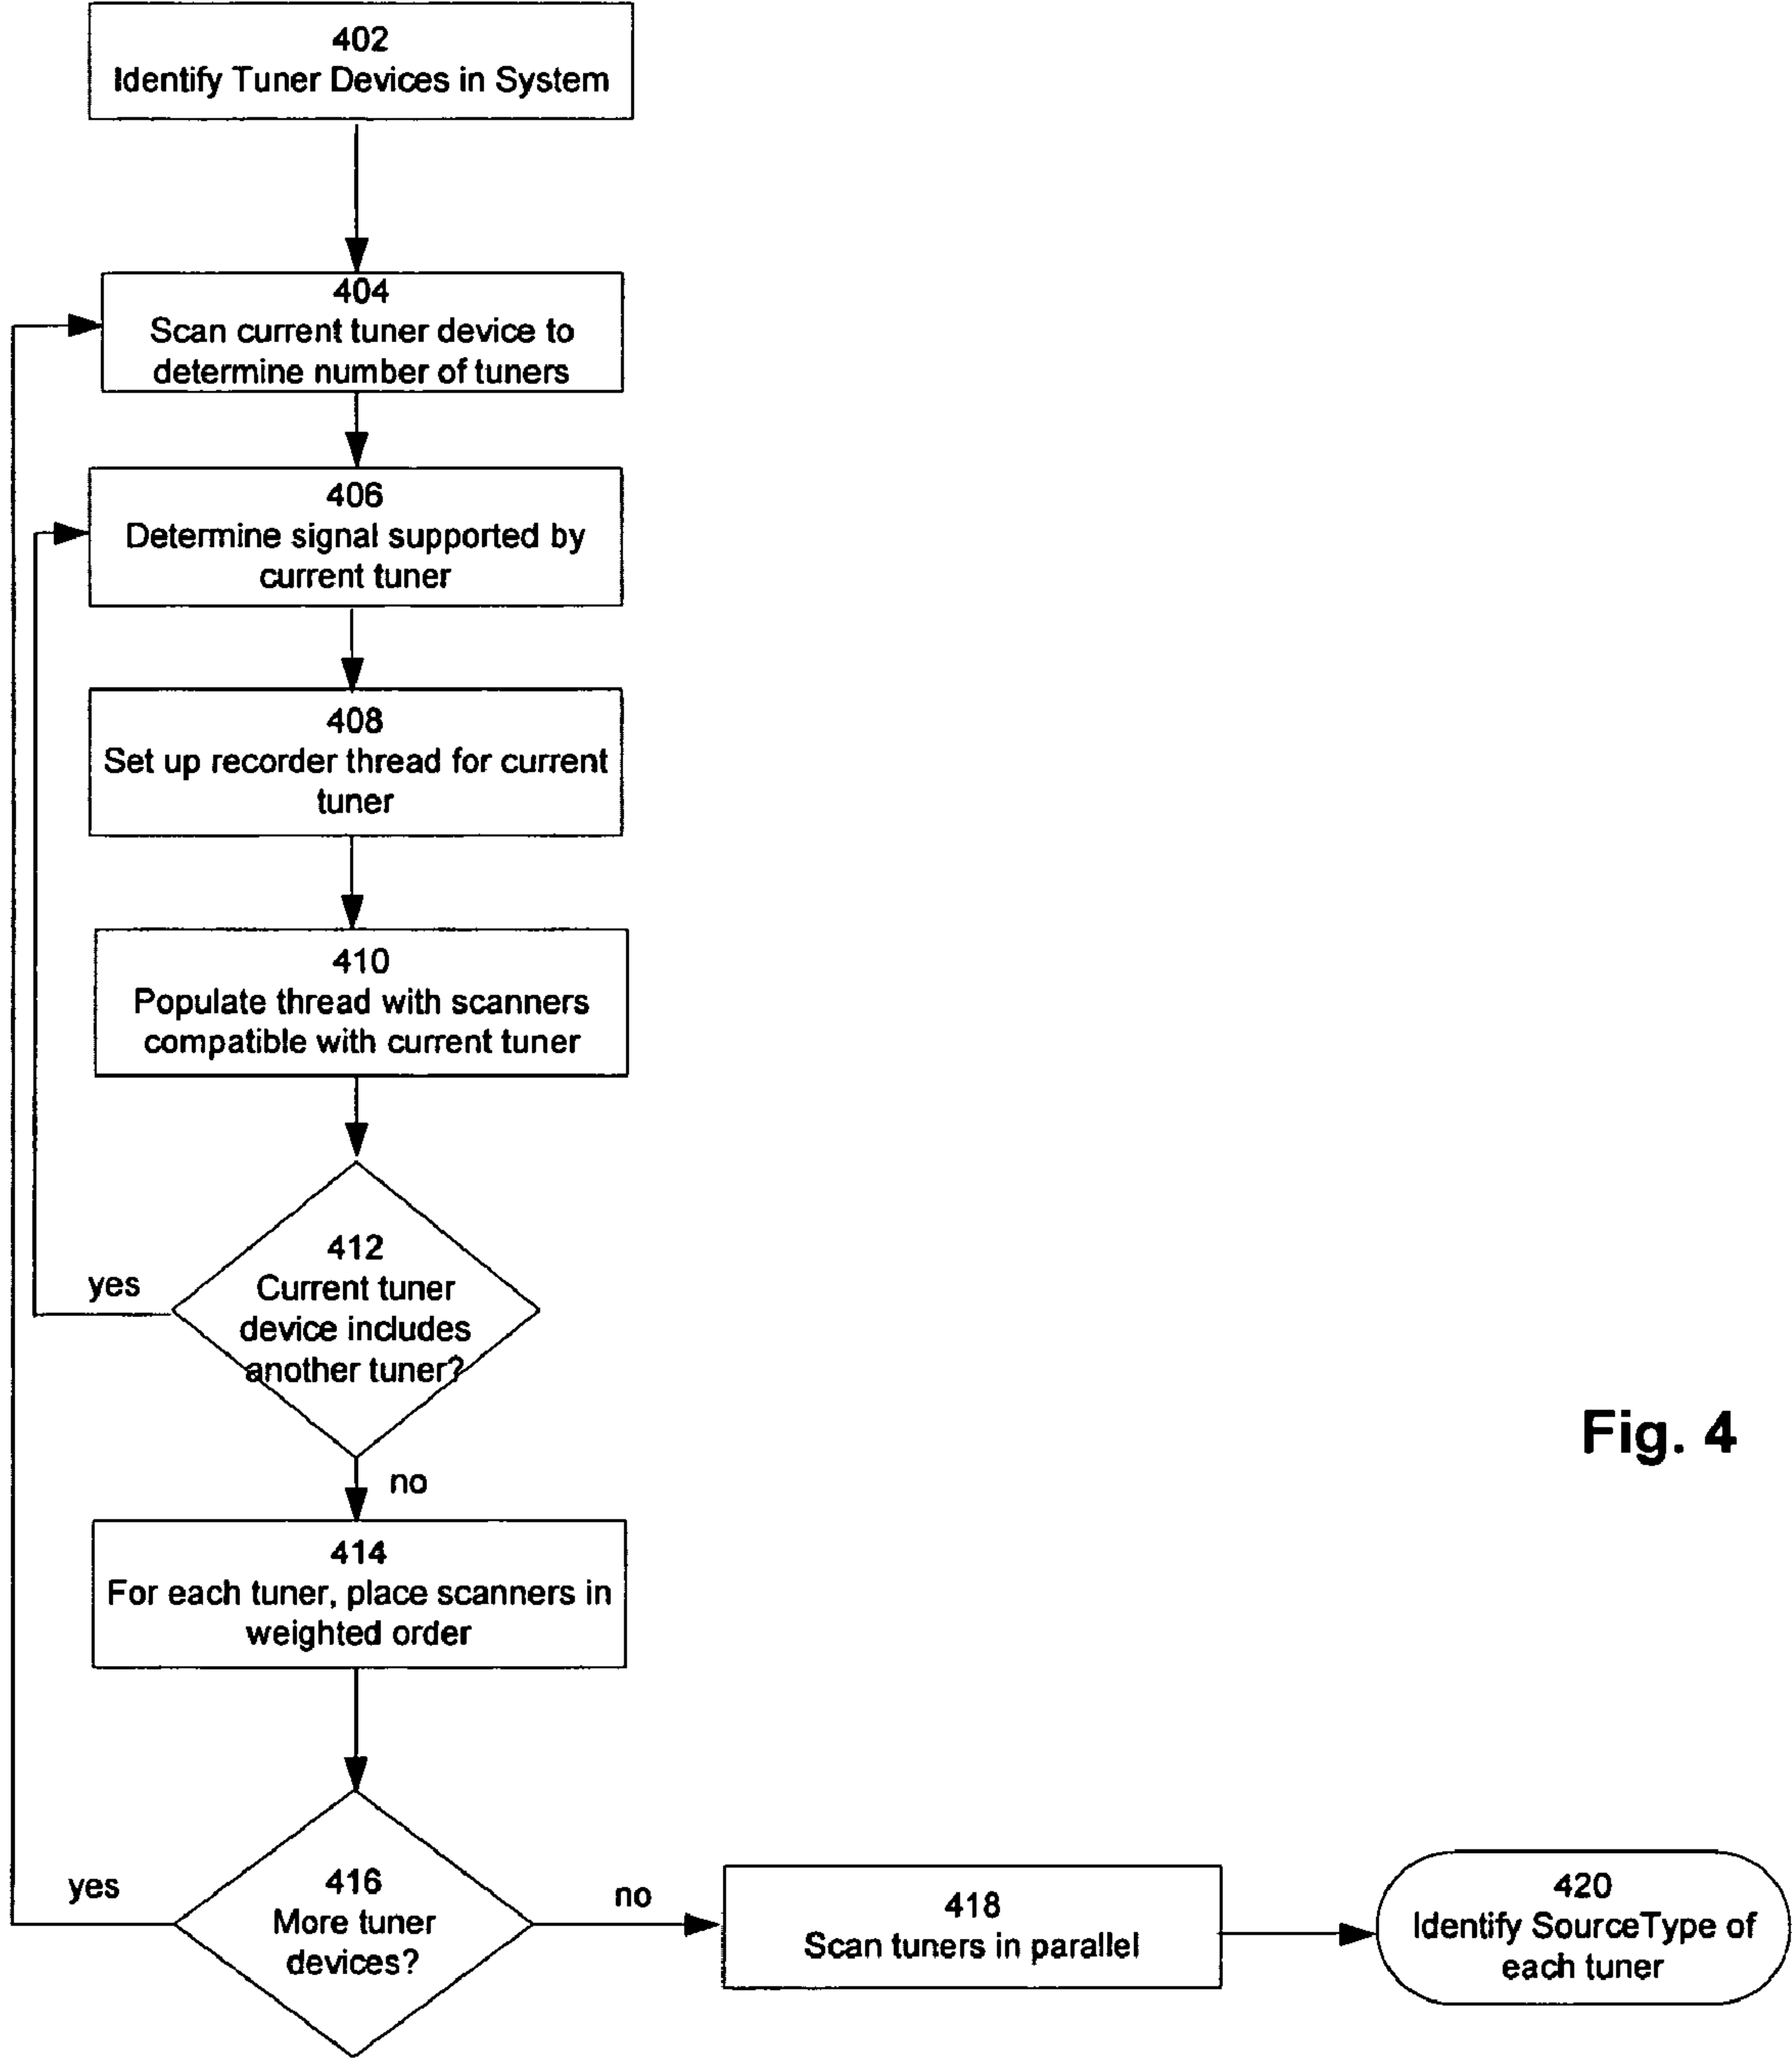 402
Identify Tuner Devices in System
404
Scan current tuner device to
determine number of tuners
406
Determine signal supported by
current tuner
408
Set up recorder thread for current
tuner
410
Populate thread with scanners
compatible with current tuner
412
Current tuner
device includes
another tuner?
yes
no
414
For each tuner, place scanners in
weighted order
416
More tuner
devices?
yes
no
418
Scan tuners in parallel
420
Identify SourceType of
each tuner
Fig. 4